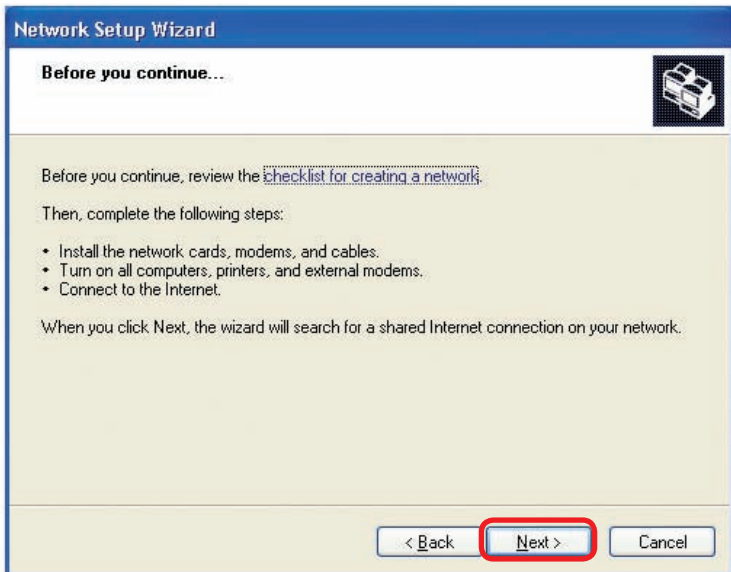 Network Setup Wizard
Before you continue...
Before you continue, review the checklist for creating a network.
Then, complete the following steps:
• Install the network cards, modems, and cables.
• Turn on all computers, printers, and external modems.
• Connect to the Internet.
When you click Next, the wizard will search for a shared Internet connection on your network.
< Back Next > Cancel